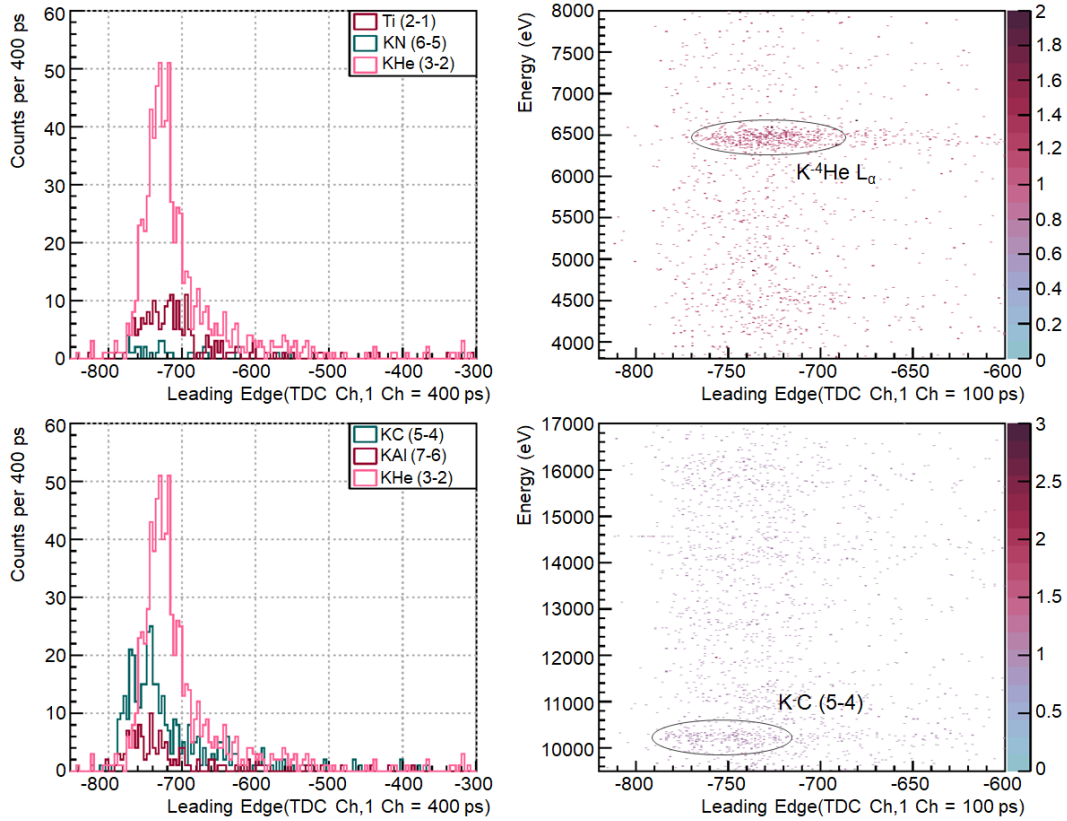 Ti (2-1)
KN (6-5)
KHe (3-2)
Counts per 400 ps
60
50
40
30
20
10
0
-800 -700 -600 -500 -400 -300
Leading Edge(TDC Ch,1 Ch = 400 ps)
Energy (eV)
8000
7500
7000
6500
6000
5500
5000
4500
4000
K⁻⁴He Lα
-800 -750 -700 -650 -600
Leading Edge(TDC Ch,1 Ch = 100 ps)
2
1.8
1.6
1.4
1.2
1
0.8
0.6
0.4
0.2
0
KC (5-4)
KAl (7-6)
KHe (3-2)
Counts per 400 ps
60
50
40
30
20
10
0
-800 -700 -600 -500 -400 -300
Leading Edge(TDC Ch,1 Ch = 400 ps)
Energy (eV)
17000
16000
15000
14000
13000
12000
11000
10000
K⁻C (5-4)
-800 -750 -700 -650 -600
Leading Edge(TDC Ch,1 Ch = 100 ps)
3
2.5
2
1.5
1
0.5
0